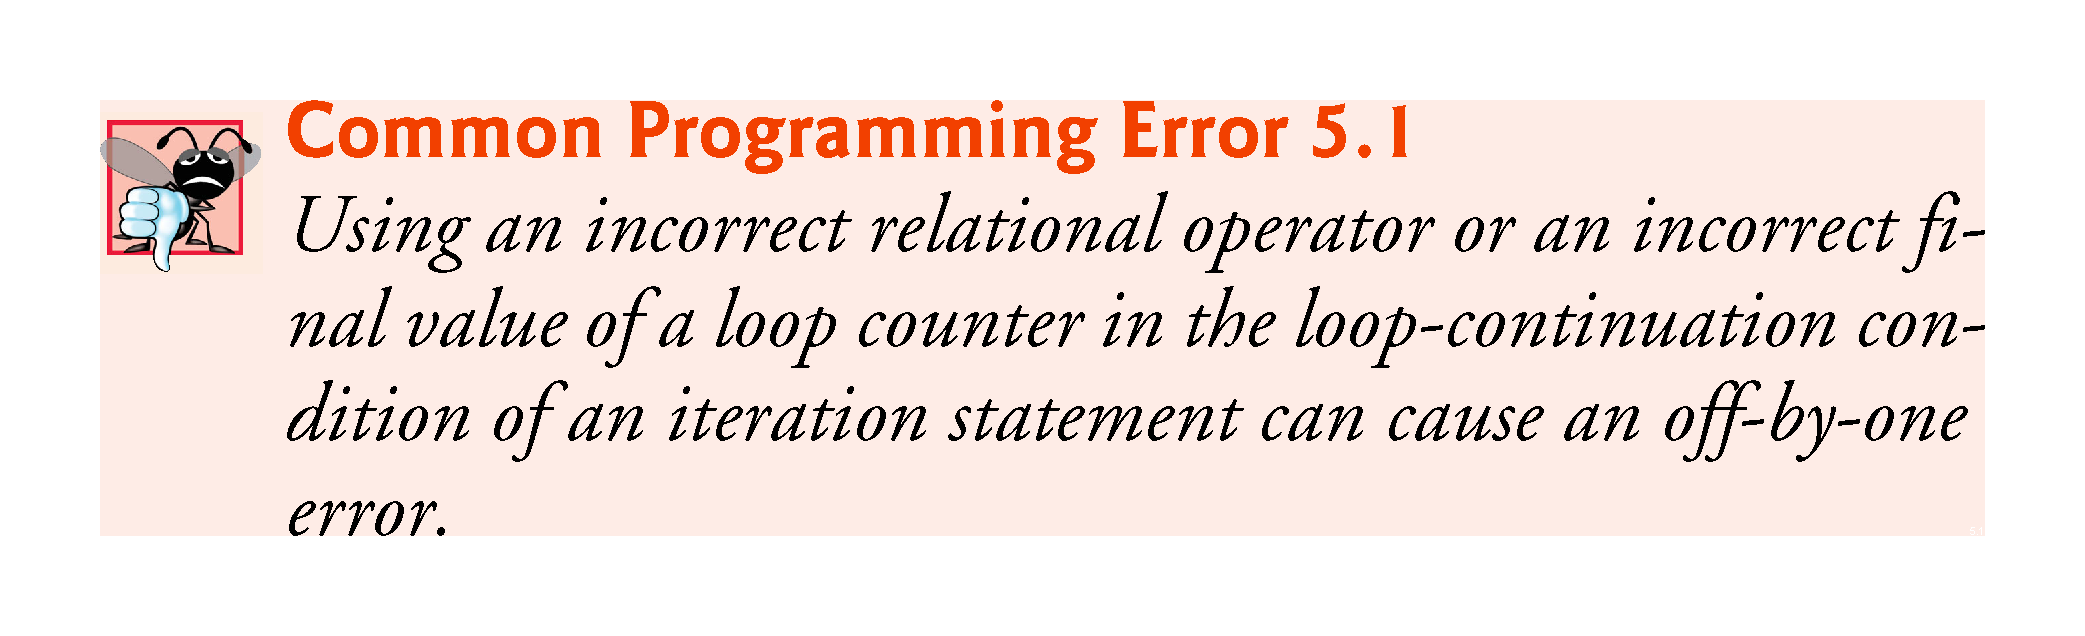 Common Programming Error 5.1
Using an incorrect relational operator or an incorrect fi-
nal value of a loop counter in the loop-continuation con-
dition of an iteration statement can cause an off-by-one
error.